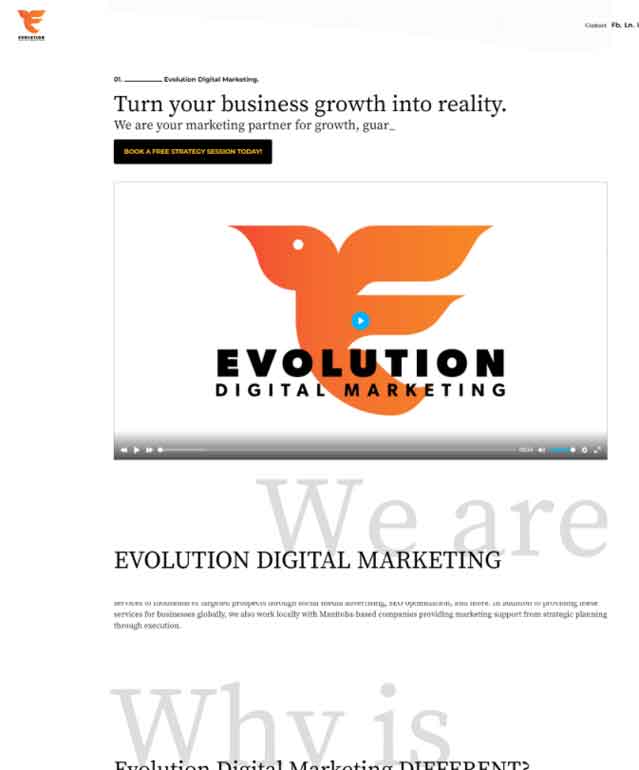 EVOLUTION
Contact Fb. Ln.
01. Evolution Digital Marketing.
Turn your business growth into reality.
We are your marketing partner for growth, guar_
BOOK A FREE STRATEGY SESSION TODAY!
EVOLUTION
DIGITAL MARKETING
We are
EVOLUTION DIGITAL MARKETING
services to thousands of targeted prospects through social media advertising, SEO optimization, and more. In addition to providing these
services for businesses globally, we also work locally with Manitoba-based companies providing marketing support from strategic planning
through execution.
Why is
Evolution Digital Marketing DIFFERENT?